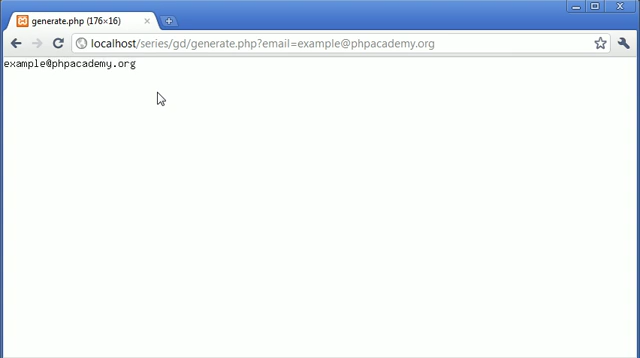 generate.php (176×16)
localhost/series/gd/generate.php?email=example@phpacademy.org
example@phpacademy.org